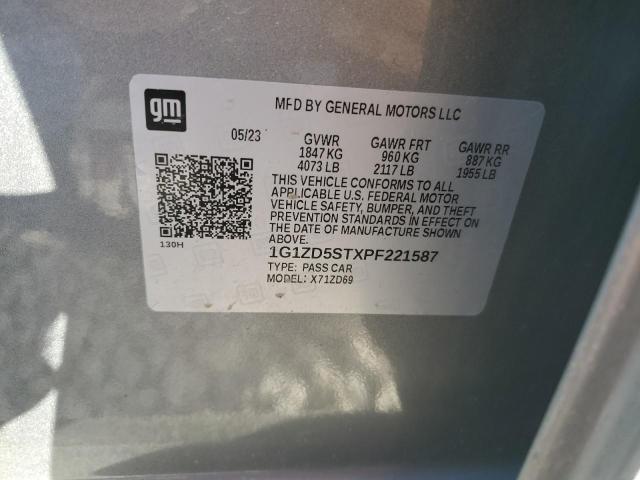 gm
MFD BY GENERAL MOTORS LLC
05/23 GVWR GAWR FRT GAWR RR
1847 KG 960 KG 887 KG
4073 LB 2117 LB 1955 LB
THIS VEHICLE CONFORMS TO ALL
APPLICABLE U.S. FEDERAL MOTOR
VEHICLE SAFETY, BUMPER, AND THEFT
PREVENTION STANDARDS IN EFFECT ON
THE DATE OF MANUFACTURE SHOWN
ABOVE.
130H
1G1ZD5STXPF221587
TYPE: PASS CAR
MODEL: X71ZD69